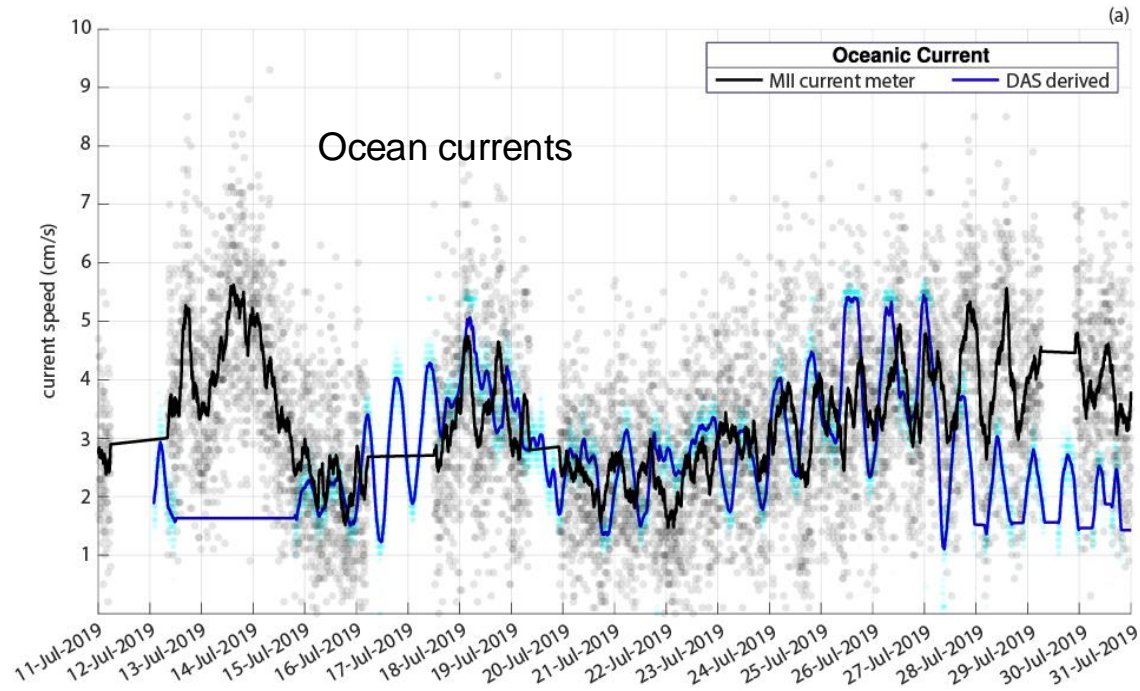 (a)
Oceanic Current
MII current meter
DAS derived
Ocean currents
current speed (cm/s)
10
9
8
7
6
5
4
3
2
1
11-Jul-2019
12-Jul-2019
13-Jul-2019
14-Jul-2019
15-Jul-2019
16-Jul-2019
17-Jul-2019
18-Jul-2019
19-Jul-2019
20-Jul-2019
21-Jul-2019
22-Jul-2019
23-Jul-2019
24-Jul-2019
25-Jul-2019
26-Jul-2019
27-Jul-2019
28-Jul-2019
29-Jul-2019
30-Jul-2019
31-Jul-2019